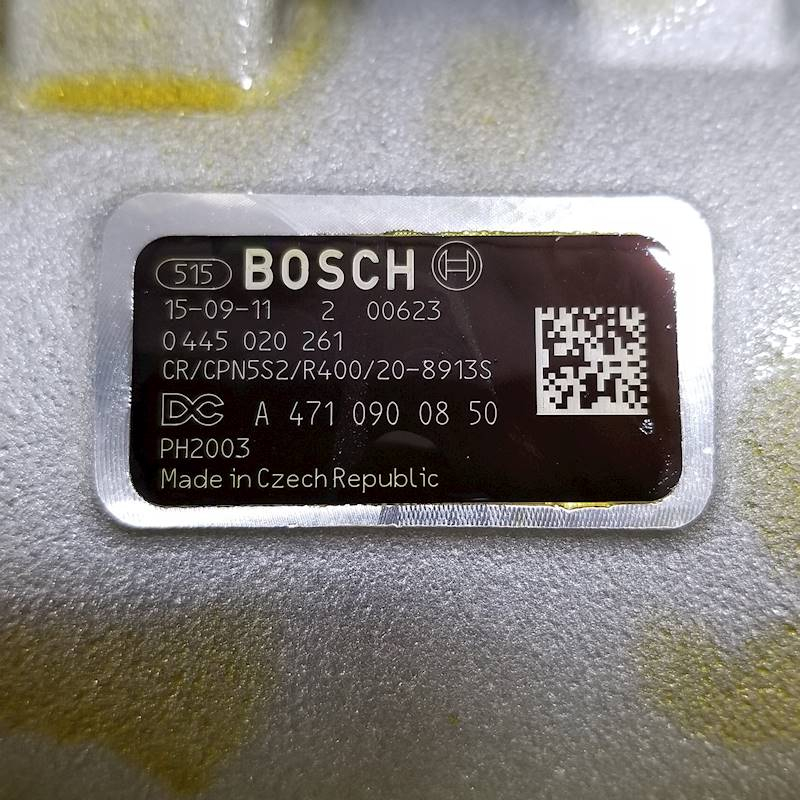 515 BOSCH
15-09-11 2 00623
0 445 020 261
CR/CPN5S2/R400/20-8913S
DC A 471 090 08 50
PH2003
Made in Czech Republic